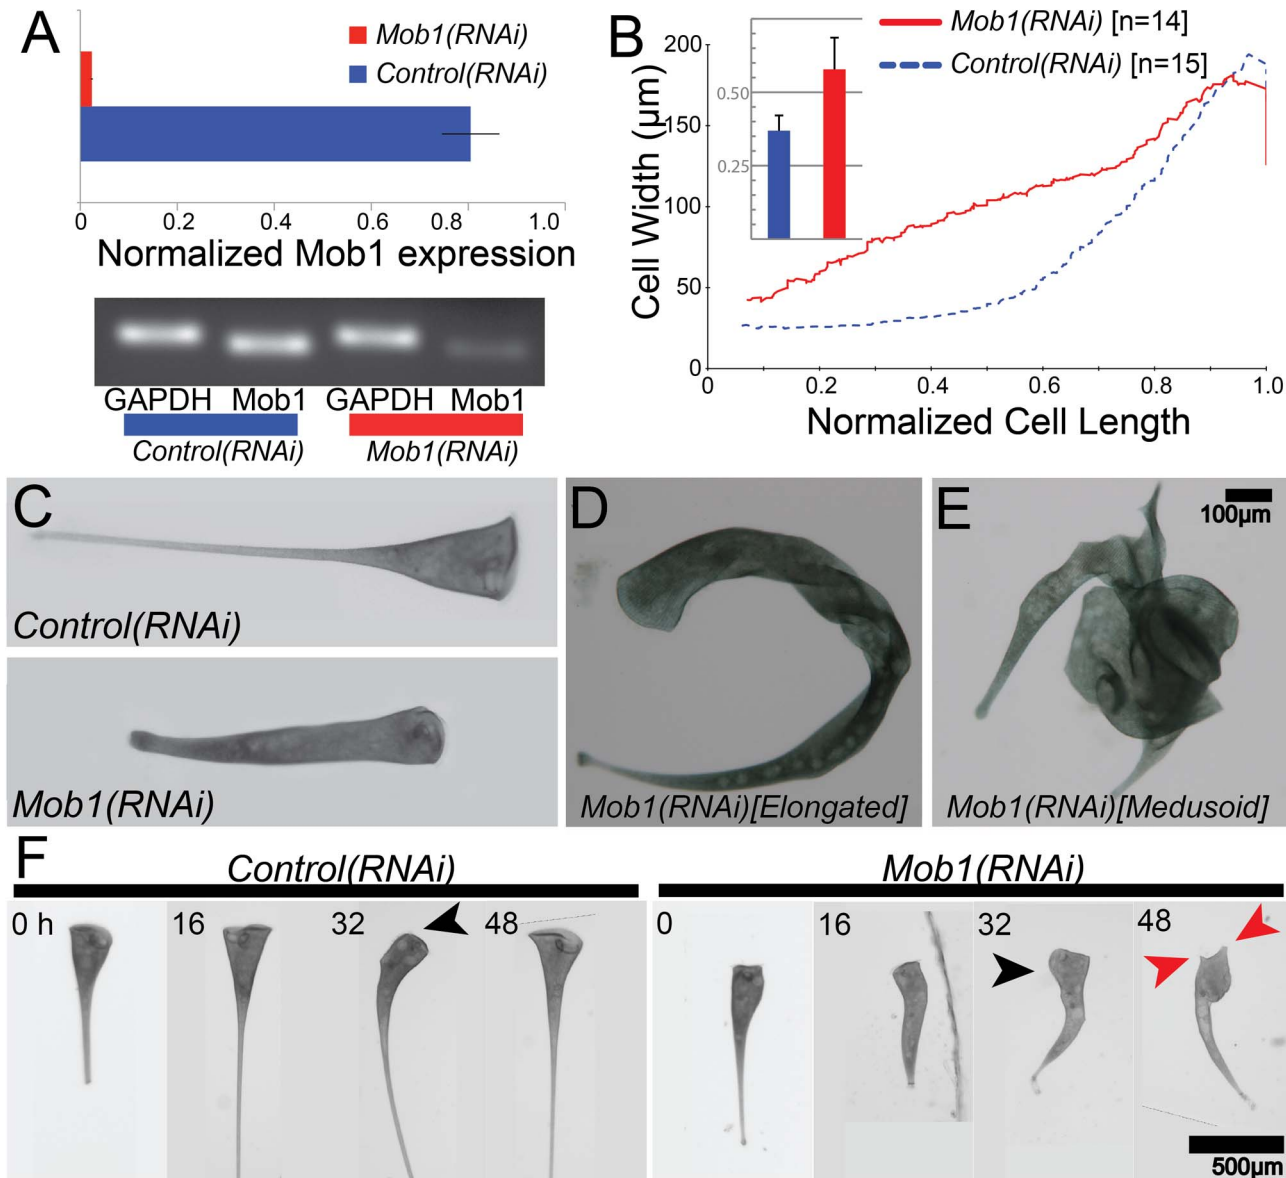 A
Mob1(RNAi)
Control(RNAi)
0 0.2 0.4 0.6 0.8 1.0
Normalized Mob1 expression
GAPDH Mob1 GAPDH Mob1
Control(RNAi) Mob1(RNAi)
B
Mob1(RNAi) [n=14]
Control(RNAi) [n=15]
200
150
100
50
0
0.50
0.25
Cell Width (µm)
0 0.2 0.4 0.6 0.8 1.0
Normalized Cell Length
C
Control(RNAi)
Mob1(RNAi)
D
Mob1(RNAi)[Elongated]
E
100µm
Mob1(RNAi)[Medusoid]
F
Control(RNAi) Mob1(RNAi)
0 h 16 32 48 0 16 32 48
500µm